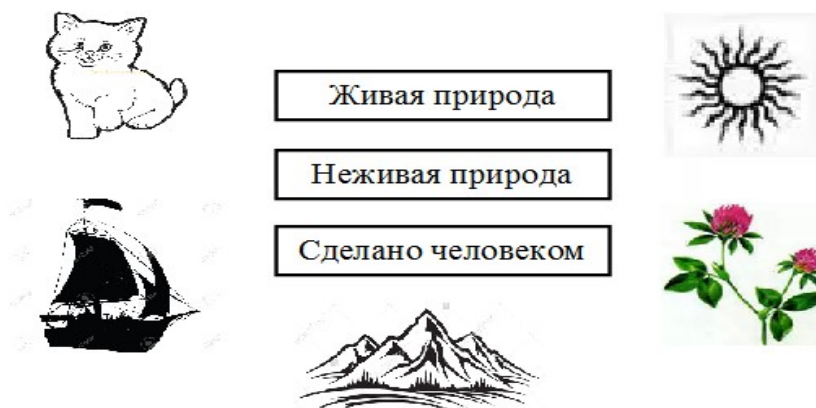 Живая природа
Неживая природа
Сделано человеком